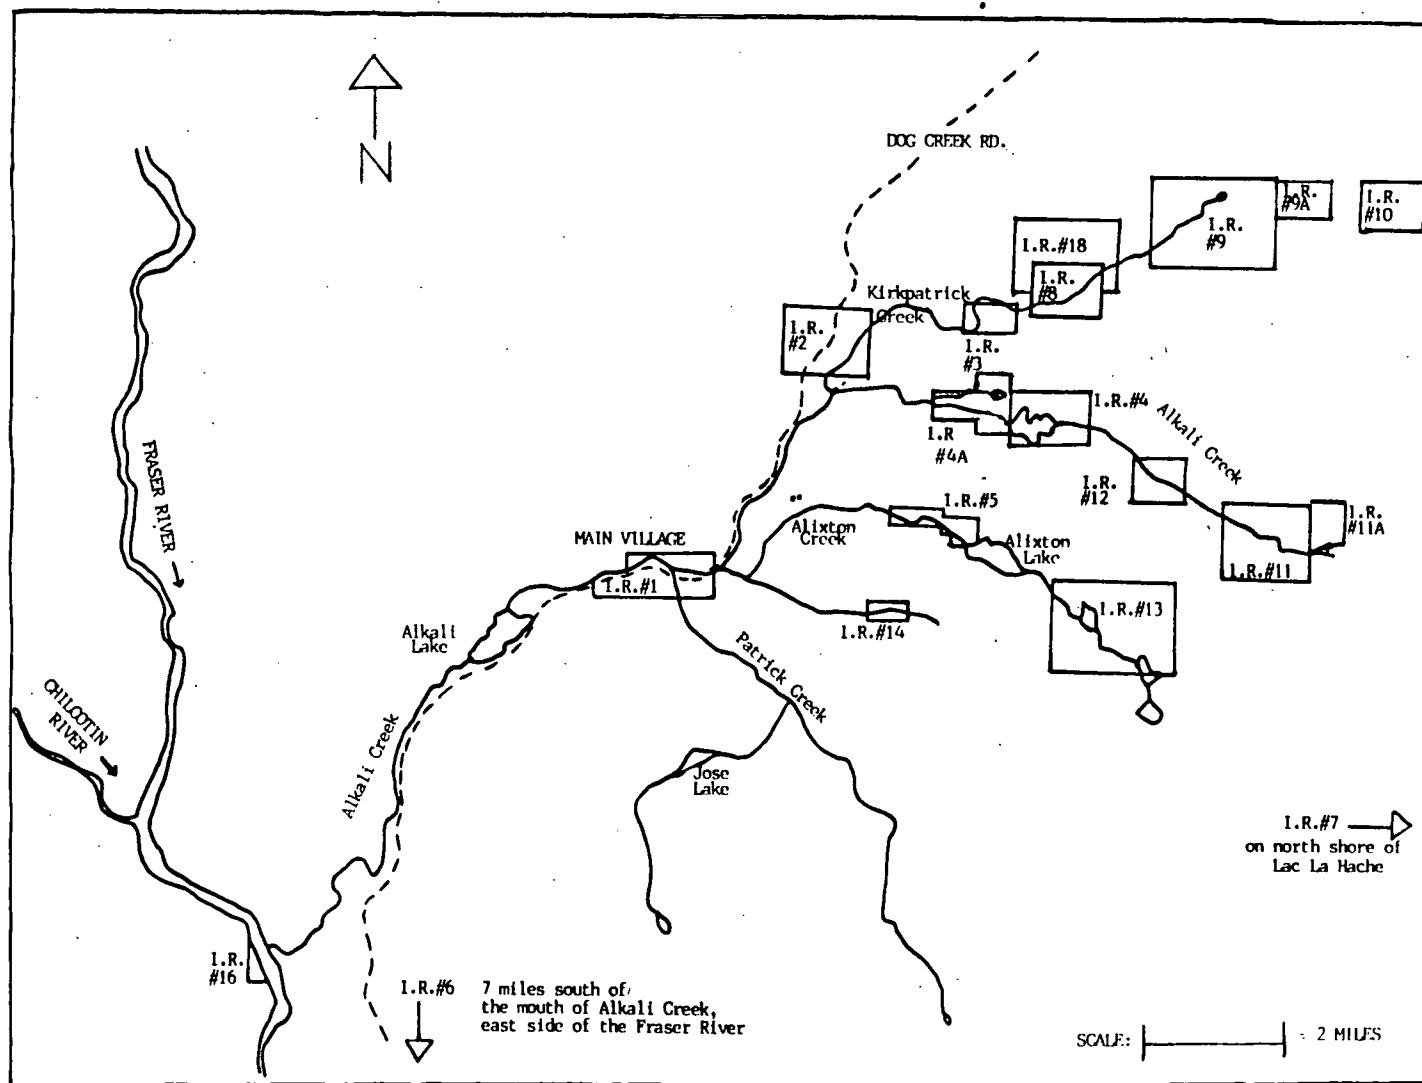 N
DOG CREEK RD.
I.R.
#9A
I.R.
#10
I.R.
#9
I.R.#18
I.R.
#8
Kirkpatrick
Creek
I.R.
#2
I.R.
#3
I.R.#4
Alkali Creek
I.R
#4A
I.R.
#12
I.R.#5
I.R.
#11A
I.R.#11
FRASER RIVER
Alixton
Creek
Alixton
Lake
MAIN VILLAGE
I.R.#1
I.R.#13
I.R.#14
Alkali
Lake
Patrick Creek
CHILCOTIN
RIVER
Alkali Creek
Jose
Lake
I.R.#7
on north shore of
Lac La Hache
I.R.
#16
I.R.#6
7 miles south of
the mouth of Alkali Creek,
east side of the Fraser River
SCALE: = 2 MILES